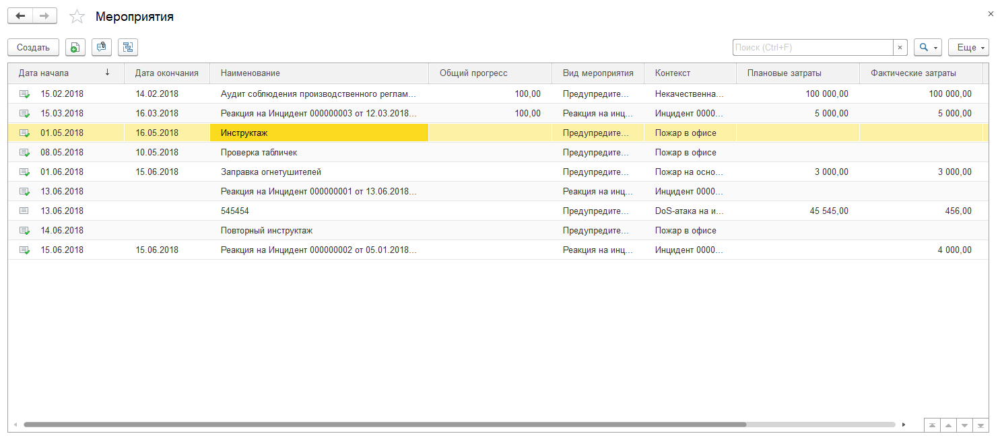 Мероприятия
Создать Поиск (Ctrl+F) Еще
Дата начала Дата окончания Наименование Общий прогресс Вид мероприятия Контекст Плановые затраты Фактические затраты
15.02.2018 14.02.2018 Аудит соблюдения производственного реглам... 100,00 Предупредите... Некачественна... 100 000,00 100 000,00
15.03.2018 16.03.2018 Реакция на Инцидент 000000003 от 12.03.2018... 100,00 Реакция на инц... Инцидент 0000... 5 000,00 5 000,00
01.05.2018 16.05.2018 Инструктаж Предупредите... Пожар в офисе
08.05.2018 10.05.2018 Проверка табличек Предупредите... Пожар в офисе
01.06.2018 15.06.2018 Заправка огнетушителей Предупредите... Пожар на осно... 3 000,00 3 000,00
13.06.2018 Реакция на Инцидент 000000001 от 13.06.2018... Реакция на инц... Инцидент 0000...
13.06.2018 545454 Предупредите... DoS-атака на и... 45 545,00 456,00
14.06.2018 Повторный инструктаж Предупредите... Пожар в офисе
15.06.2018 15.06.2018 Реакция на Инцидент 000000002 от 05.01.2018... Реакция на инц... Инцидент 0000... 4 000,00